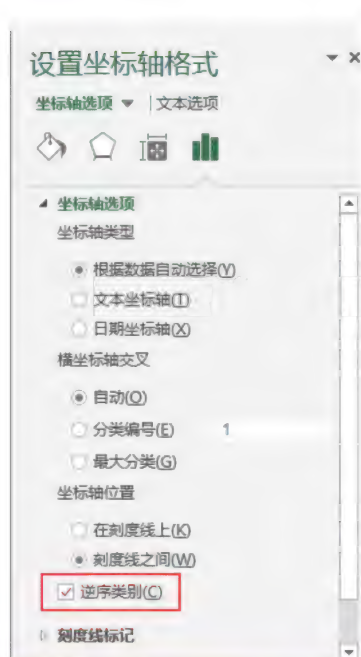 设置坐标轴格式
坐标轴选项 文本选项
坐标轴选项
坐标轴类型
根据数据自动选择(Y)
文本坐标轴(T)
日期坐标轴(X)
横坐标轴交叉
自动(O)
分类编号(E) 1
最大分类(G)
坐标轴位置
在刻度线上(K)
刻度线之间(W)
逆序类别(C)
刻度线标记